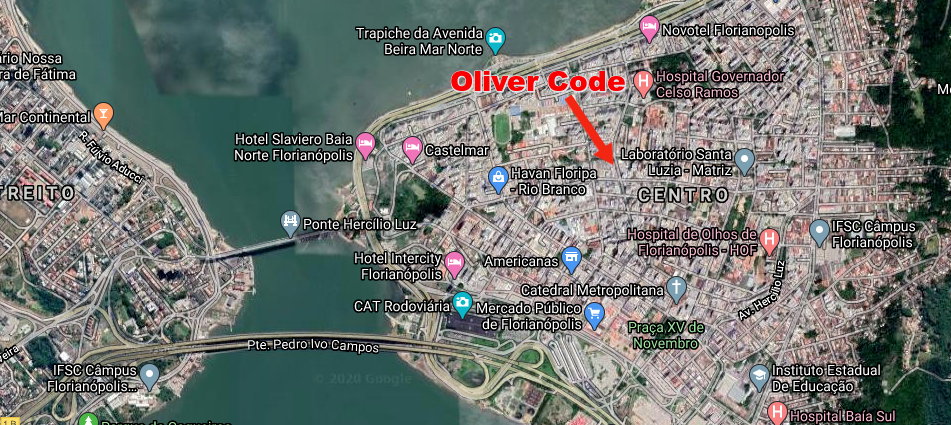 Trapiche da Avenida
Beira Mar Norte
Novotel Florianopolis
ário Nossa
ra de Fátima
Oliver Code
Hospital Governador
Celso Ramos
Mar Continental
R. Fúlvio Aducci
Hotel Slaviero Baia
Norte Florianópolis
Castelmar
Laboratório Santa
Luzia - Matriz
Havan Floripa
- Rio Branco
TREITO
CENTRO
Ponte Hercílio Luz
IFSC Câmpus
Florianópolis
Hospital de Olhos de
Florianópolis - HOF
Hotel Intercity
Florianópolis
Americanas
Catedral Metropolitana
Av. Hercílio Luz
CAT Rodoviária
Mercado Público
de Florianópolis
Praça XV de
Novembro
Pte. Pedro Ivo Campos
IFSC Câmpus
Florianópolis...
© 2020 Google
Instituto Estadual
De Educação
Hospital Baía Sul